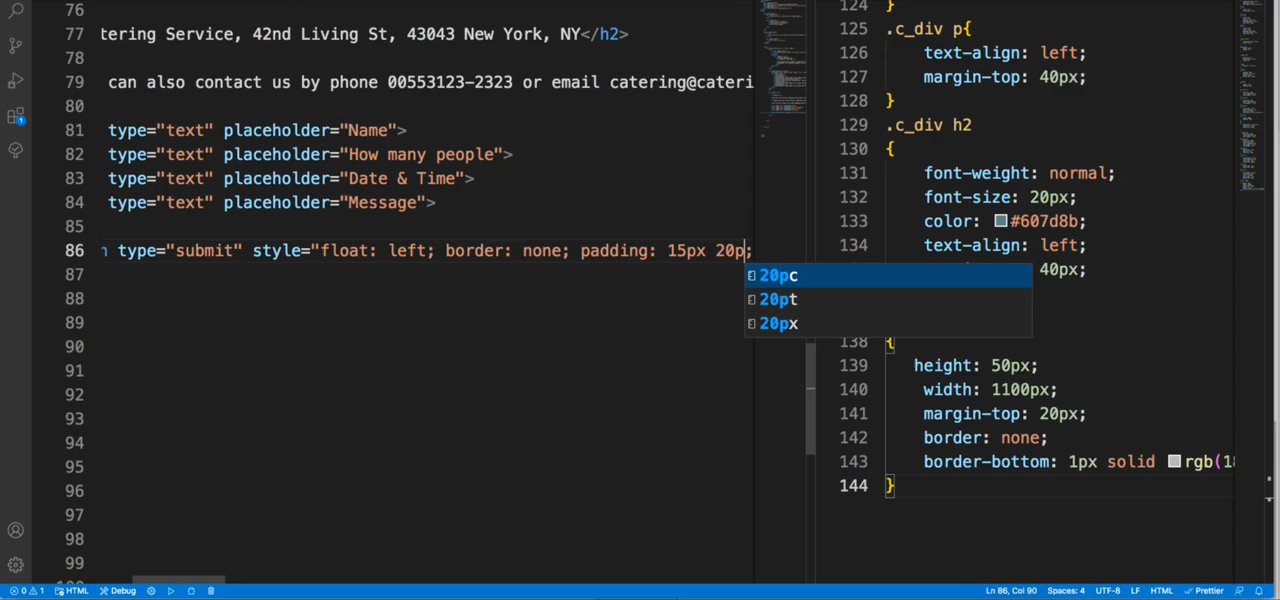 76
77 tering Service, 42nd Living St, 43043 New York, NY</h2>
78
79 can also contact us by phone 00553123-2323 or email catering@cateri
80
81 type="text" placeholder="Name">
82 type="text" placeholder="How many people">
83 type="text" placeholder="Date & Time">
84 type="text" placeholder="Message">
85
86 n type="submit" style="float: left; border: none; padding: 15px 20p;
20pc
20pt
20px
87
88
89
90
91
92
93
94
95
96
97
98
99
124 }
125 .c_div p{
126 text-align: left;
127 margin-top: 40px;
128 }
129 .c_div h2
130 {
131 font-weight: normal;
132 font-size: 20px;
133 color: #607d8b;
134 text-align: left;
40px;
138 {
139 height: 50px;
140 width: 1100px;
141 margin-top: 20px;
142 border: none;
143 border-bottom: 1px solid rgb(18
144 }
1
0 1 HTML Debug Ln 86, Col 90 Spaces: 4 UTF-8 LF HTML Prettier